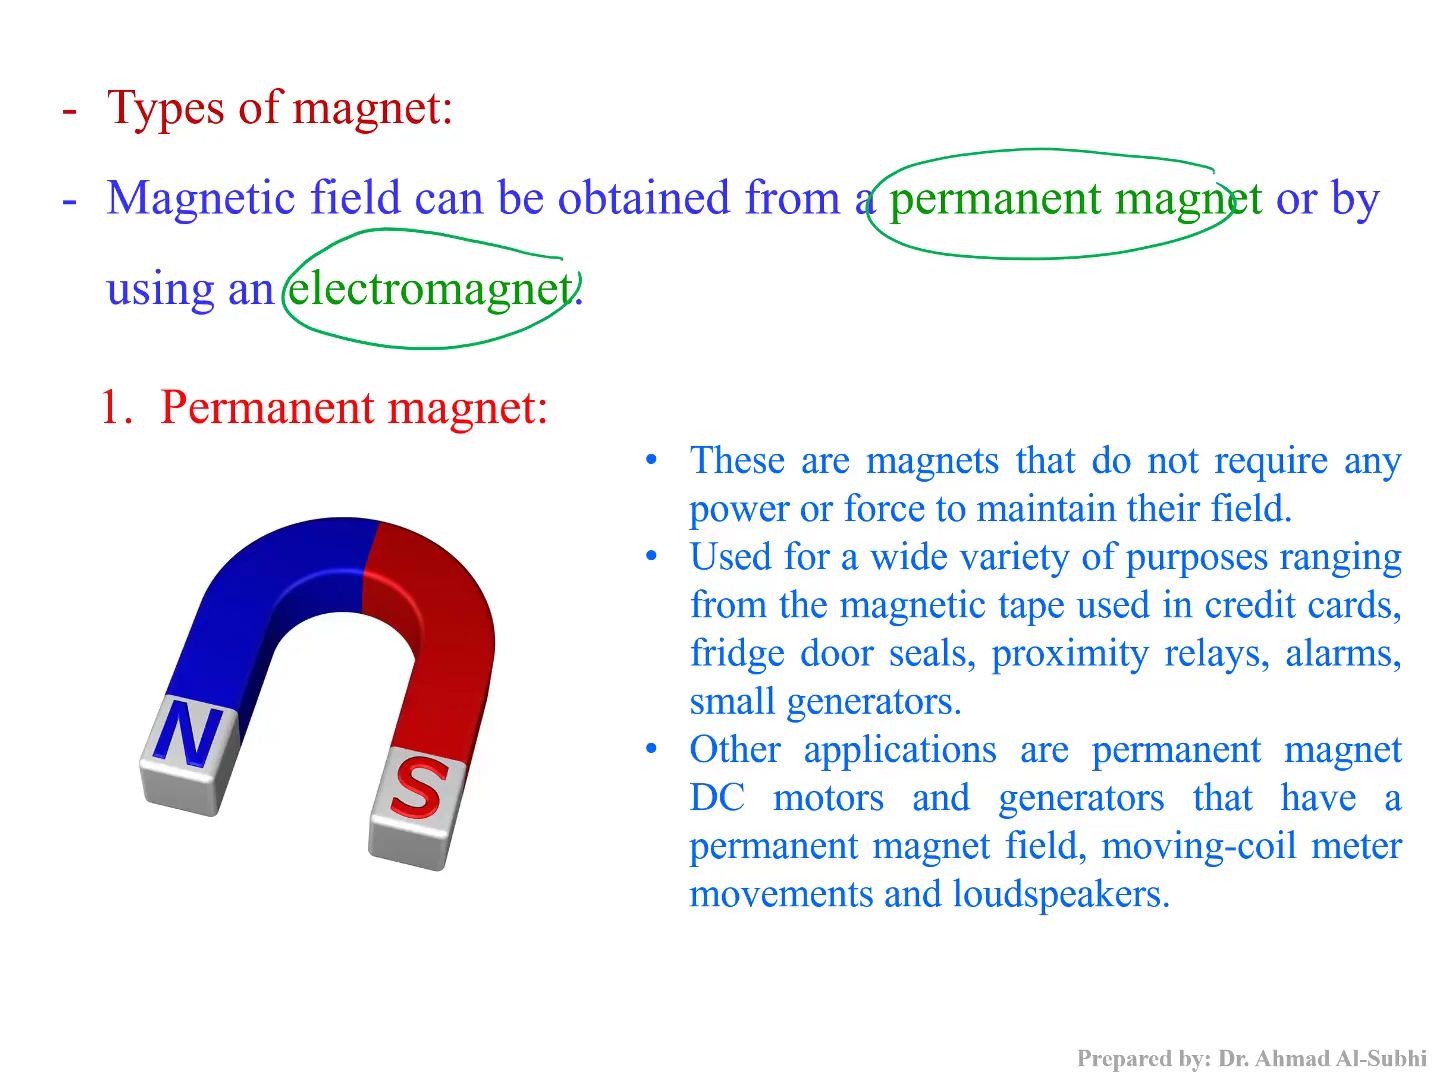 - Types of magnet:
- Magnetic field can be obtained from a permanent magnet or by
using an electromagnet.
1. Permanent magnet:
• These are magnets that do not require any
power or force to maintain their field.
• Used for a wide variety of purposes ranging
from the magnetic tape used in credit cards,
fridge door seals, proximity relays, alarms,
small generators.
• Other applications are permanent magnet
DC motors and generators that have a
permanent magnet field, moving-coil meter
movements and loudspeakers.
N
S
Prepared by: Dr. Ahmad Al-Subhi